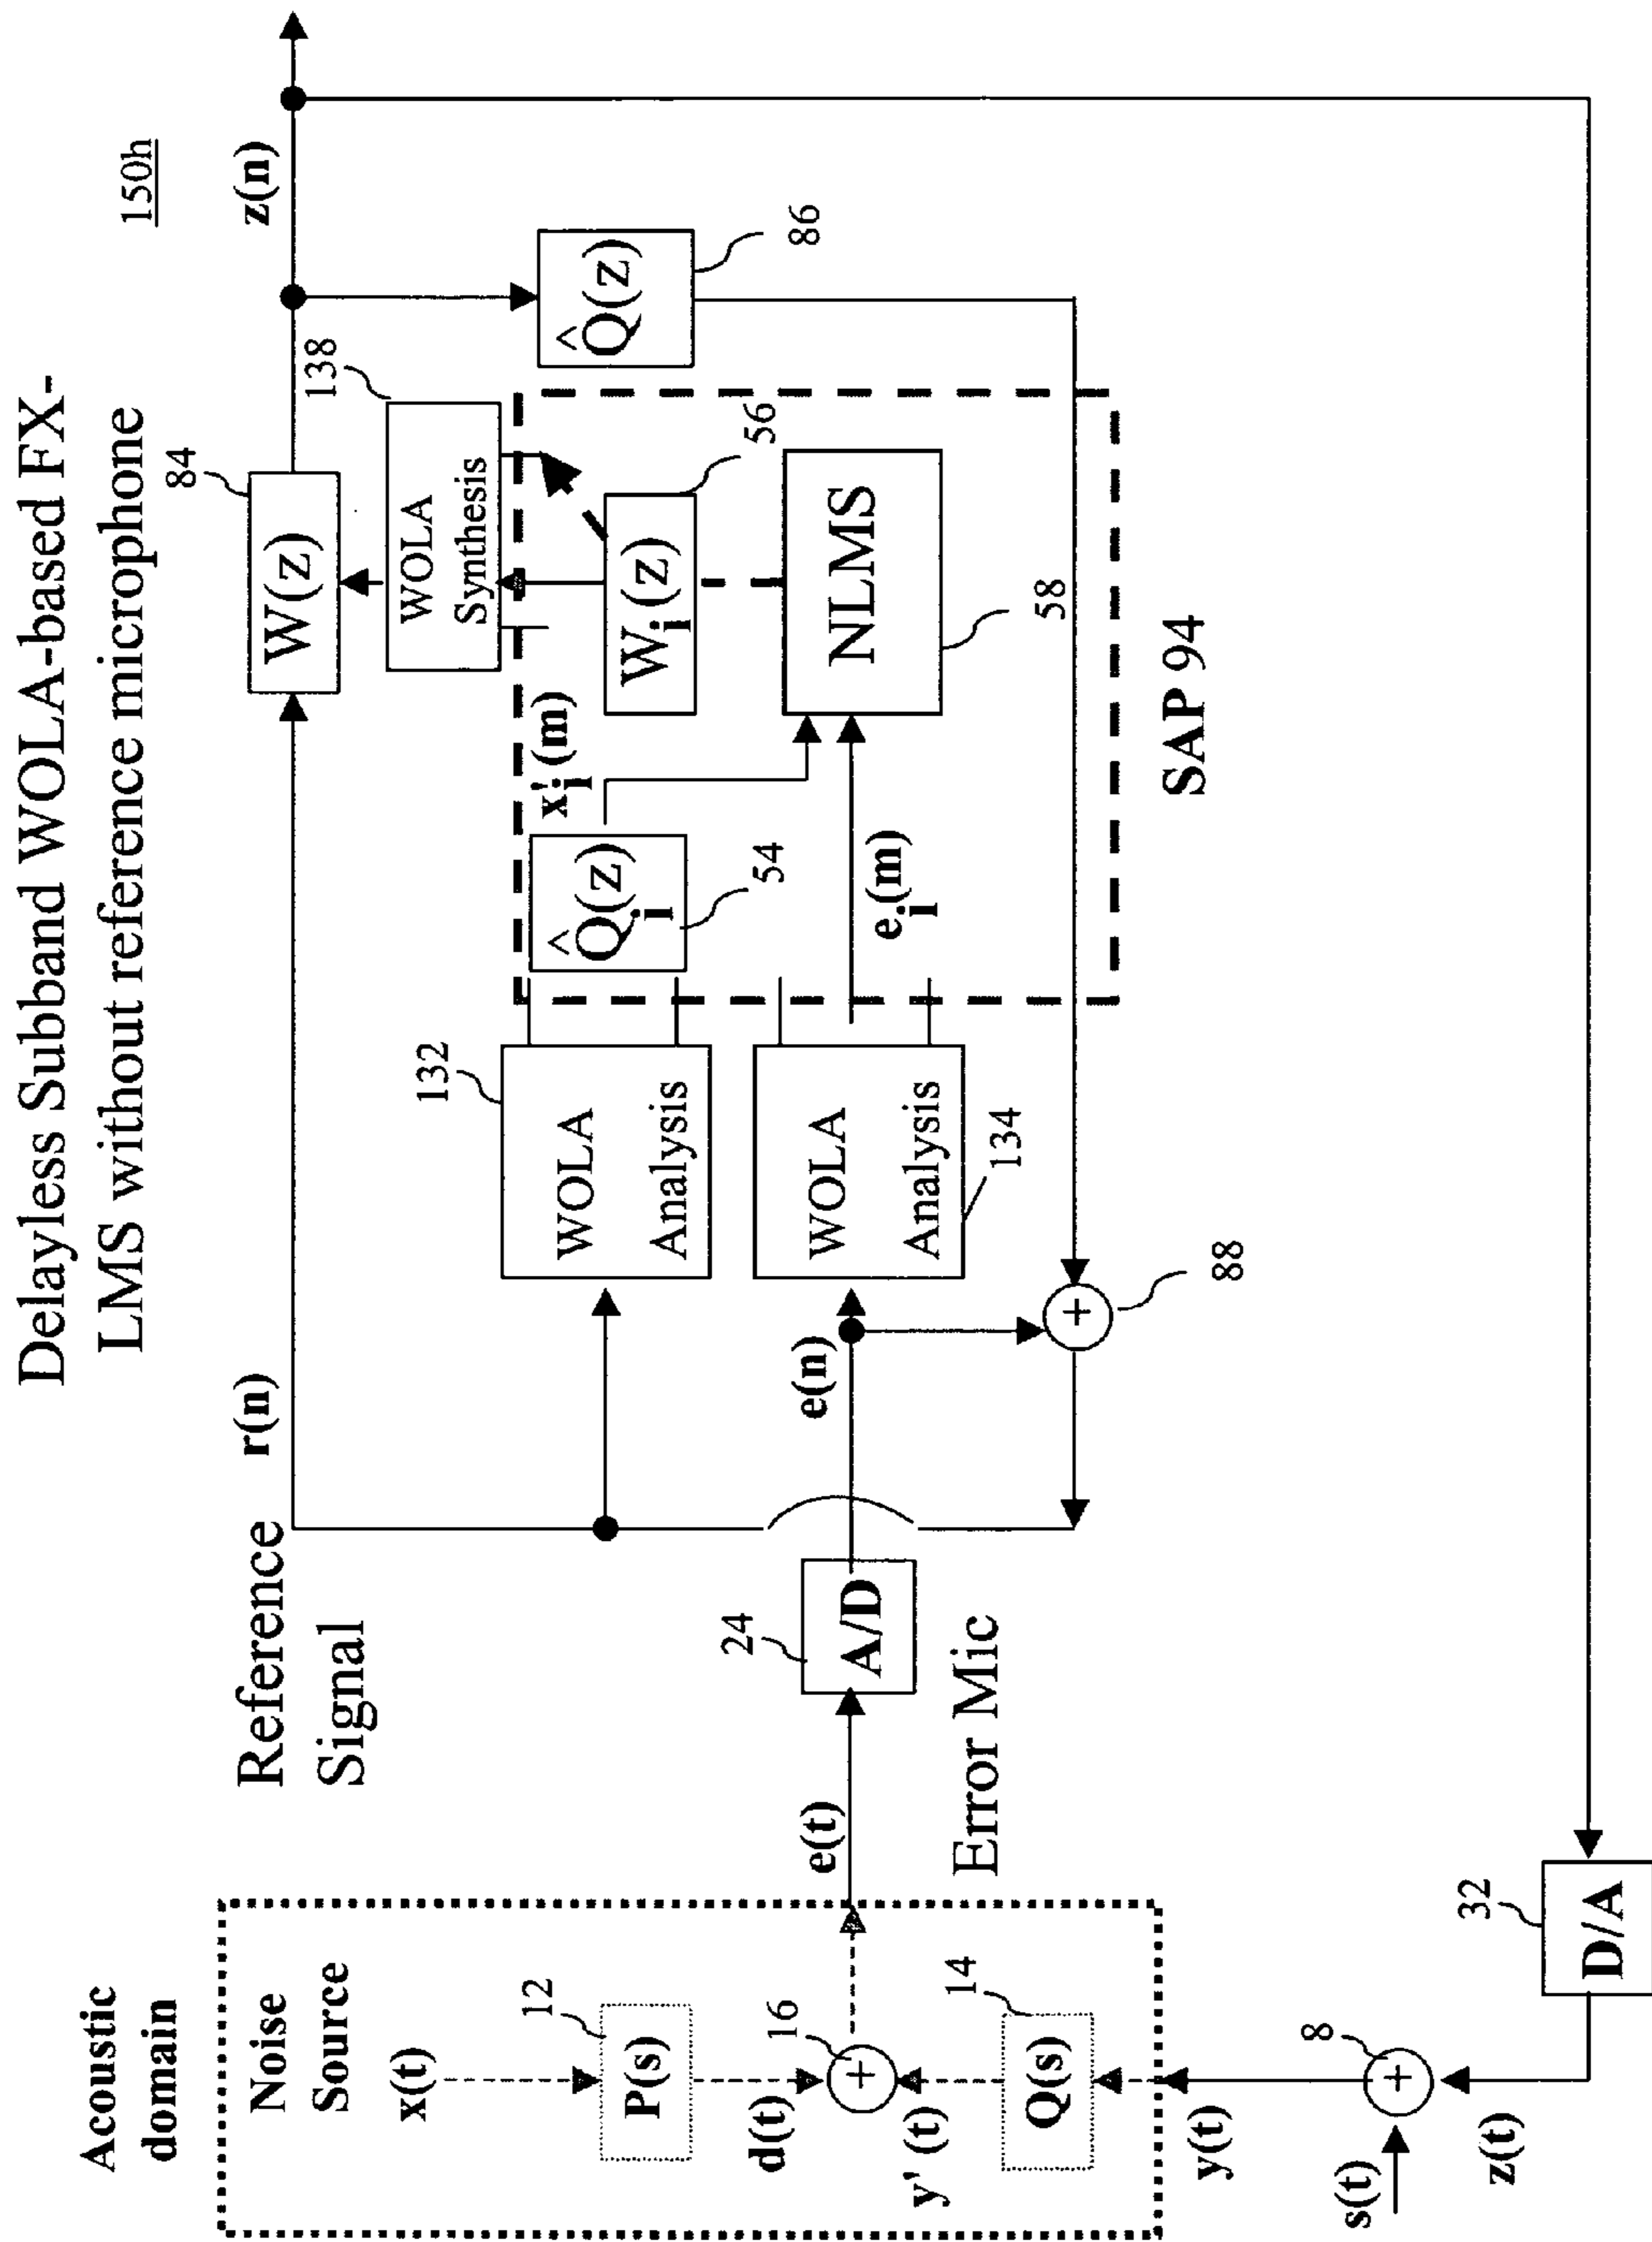 Delayless Subband WOLA-based FX-
LMS without reference microphone
150h
Acoustic
domain
Noise
Source
x(t)
12
P(s)
d(t)
16
+
y'(t)
14
Q(s)
y(t)
8
+
s(t)
z(t)
32
D/A
e(t)
Error Mic
24
A/D
Reference
Signal
r(n)
e(n)
88
+
132
WOLA
Analysis
WOLA
Analysis
134
Q̂i(z)
54
x'i(m)
ei(m)
84
W(z)
138
WOLA
Synthesis
56
Wi(z)
NLMS
58
SAP 94
z(n)
Q̂(z)
86